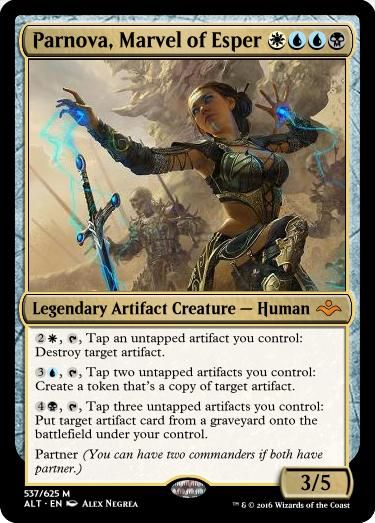 Parnova, Marvel of Esper
Legendary Artifact Creature — Human
2, Tap an untapped artifact you control:
Destroy target artifact.
3, Tap two untapped artifacts you control:
Create a token that's a copy of target artifact.
4, Tap three untapped artifacts you control:
Put target artifact card from a graveyard onto the
battlefield under your control.
Partner (You can have two commanders if both have
partner.)
3/5
537/625 M
ALT • EN Alex Negrea
™ & © 2016 Wizards of the Coast